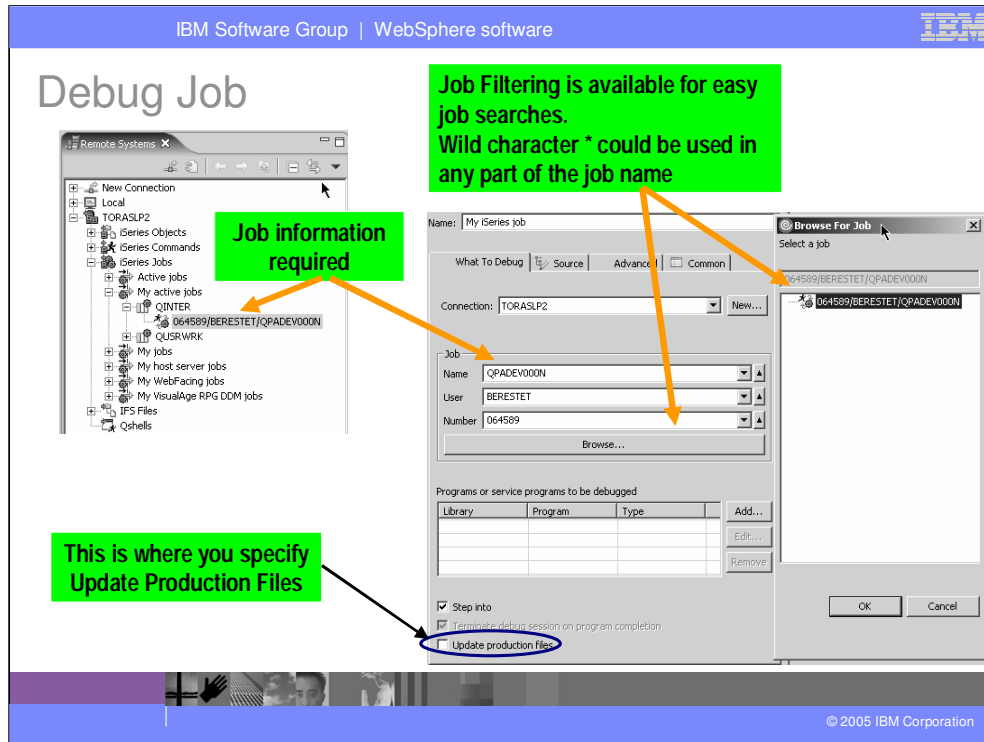 IBM Software Group | WebSphere software
IBM
Debug Job
Job Filtering is available for easy
job searches.
Wild character * could be used in
any part of the job name
Remote Systems
New Connection
Local
TORASLP2
iSeries Objects
iSeries Commands
iSeries Jobs
Active jobs
My active jobs
QINTER
064589/BERESTET/QPADEV000N
QUSRWRK
My jobs
My host server jobs
My WebFacing jobs
My VisualAge RPG DDM jobs
IFS Files
Qshells
Job information
required
Name: My iSeries job
What To Debug Source Advanced Common
Connection: TORASLP2 New...
Job
Name QPADEV000N
User BERESTET
Number 064589
Browse...
Programs or service programs to be debugged
Library Program Type
Add...
Edit...
Remove
Step into
Terminate debug session on program completion
Update production files
Browse For Job
Select a job
064589/BERESTET/QPADEV000N
064589/BERESTET/QPADEV000N
OK Cancel
This is where you specify
Update Production Files
© 2005 IBM Corporation